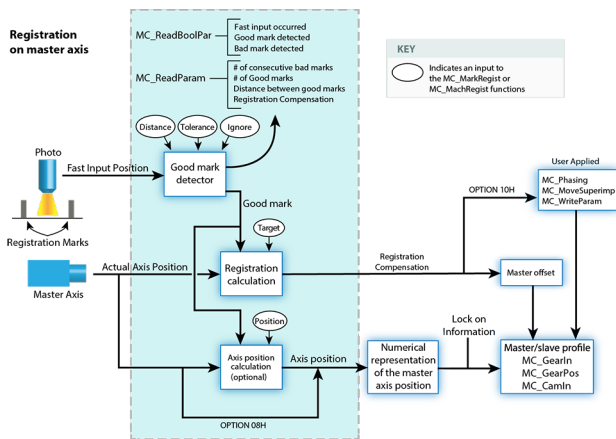 Registration
on master axis
MC_ReadBoolPar
Fast input occurred
Good mark detected
Bad mark detected
MC_ReadParam
# of consecutive bad marks
# of Good marks
Distance between good marks
Registration Compensation
KEY
Indicates an input to
the MC_MarkRegist or
MC_MachRegist functions
Distance
Tolerance
Ignore
Photo
Fast Input Position
Good mark
detector
User Applied
MC_Phasing
MC_MoveSuperimp
MC_WriteParam
OPTION 10H
Good mark
Registration Marks
Target
Actual Axis Position
Registration
calculation
Registration
Compensation
Master offset
Master Axis
Position
Lock on
Information
Axis position
calculation
(optional)
Axis position
Numerical
representation
of the master
axis position
Master/slave profile
MC_GearIn
MC_GearPos
MC_CamIn
OPTION 08H